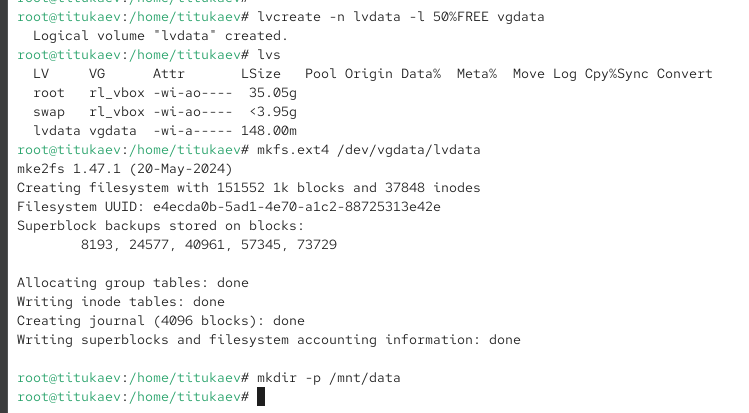 root@titukaev:/home/titukaev# lvcreate -n lvdata -l 50%FREE vgdata
  Logical volume "lvdata" created.
root@titukaev:/home/titukaev# lvs
  LV     VG      Attr       LSize   Pool Origin Data%  Meta%  Move Log Cpy%Sync Convert
  root   rl_vbox -wi-ao----  35.05g
  swap   rl_vbox -wi-ao----  <3.95g
  lvdata vgdata  -wi-a----- 148.00m
root@titukaev:/home/titukaev# mkfs.ext4 /dev/vgdata/lvdata
mke2fs 1.47.1 (20-May-2024)
Creating filesystem with 151552 1k blocks and 37848 inodes
Filesystem UUID: e4ecda0b-5ad1-4e70-a1c2-88725313e42e
Superblock backups stored on blocks:
        8193, 24577, 40961, 57345, 73729

Allocating group tables: done
Writing inode tables: done
Creating journal (4096 blocks): done
Writing superblocks and filesystem accounting information: done

root@titukaev:/home/titukaev# mkdir -p /mnt/data
root@titukaev:/home/titukaev#